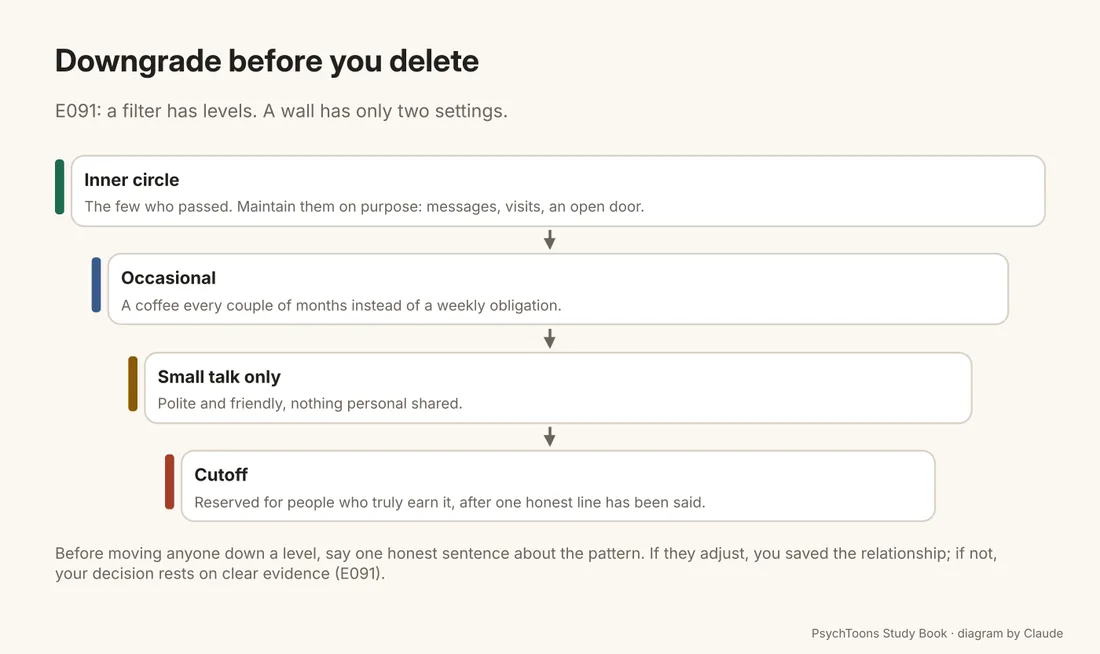 Downgrade before you delete
E091: a filter has levels. A wall has only two settings.
Inner circle
The few who passed. Maintain them on purpose: messages, visits, an open door.
Occasional
A coffee every couple of months instead of a weekly obligation.
Small talk only
Polite and friendly, nothing personal shared.
Cutoff
Reserved for people who truly earn it, after one honest line has been said.
Before moving anyone down a level, say one honest sentence about the pattern. If they adjust, you saved the relationship; if not,
your decision rests on clear evidence (E091).
PsychToons Study Book · diagram by Claude